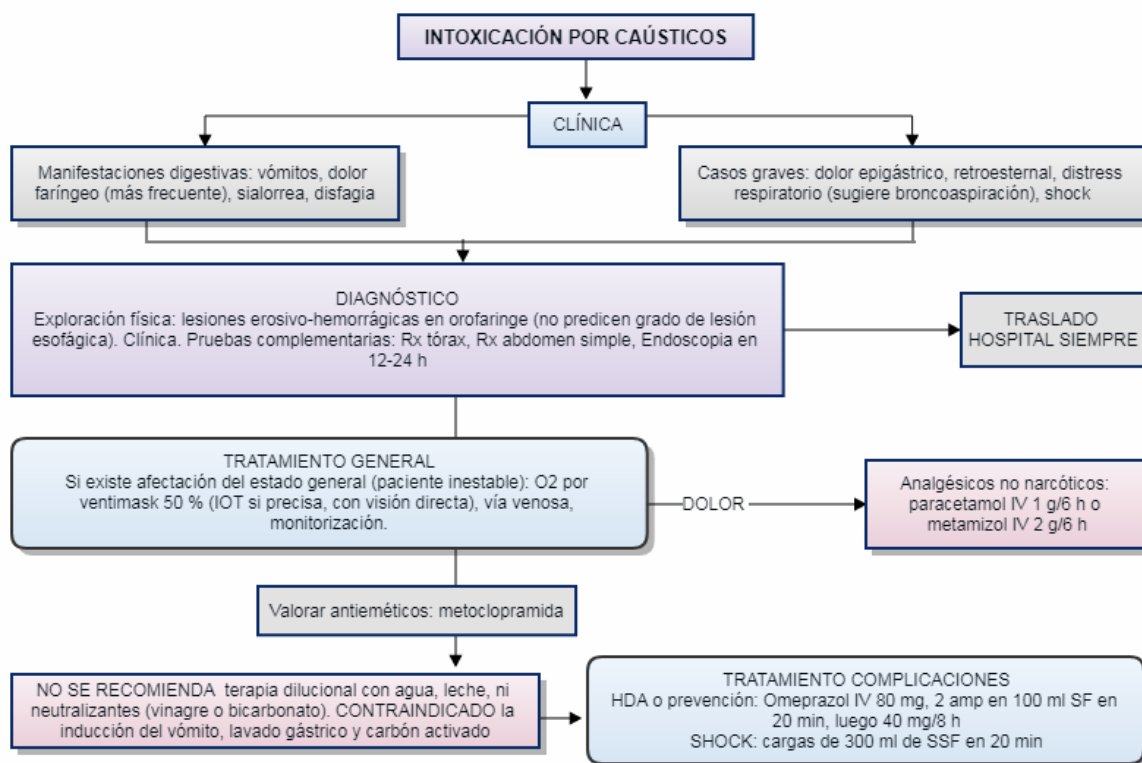 INTOXICACIÓN POR CAÚSTICOS
CLÍNICA
Manifestaciones digestivas: vómitos, dolor
faríngeo (más frecuente), sialorrea, disfagia
Casos graves: dolor epigástrico, retroesternal, distress
respiratorio (sugiere broncoaspiración), shock
DIAGNÓSTICO
Exploración física: lesiones erosivo-hemorrágicas en orofaringe (no predicen grado de lesión
esofágica). Clínica. Pruebas complementarias: Rx tórax, Rx abdomen simple, Endoscopia en
12-24 h
TRASLADO
HOSPITAL SIEMPRE
TRATAMIENTO GENERAL
Si existe afectación del estado general (paciente inestable): O2 por
ventimask 50 % (IOT si precisa, con visión directa), vía venosa,
monitorización.
DOLOR
Analgésicos no narcóticos:
paracetamol IV 1 g/6 h o
metamizol IV 2 g/6 h
Valorar antieméticos: metoclopramida
NO SE RECOMIENDA terapia dilucional con agua, leche, ni
neutralizantes (vinagre o bicarbonato). CONTRAINDICADO la
inducción del vómito, lavado gástrico y carbón activado
TRATAMIENTO COMPLICACIONES
HDA o prevención: Omeprazol IV 80 mg, 2 amp en 100 ml SF en
20 min, luego 40 mg/8 h
SHOCK: cargas de 300 ml de SSF en 20 min